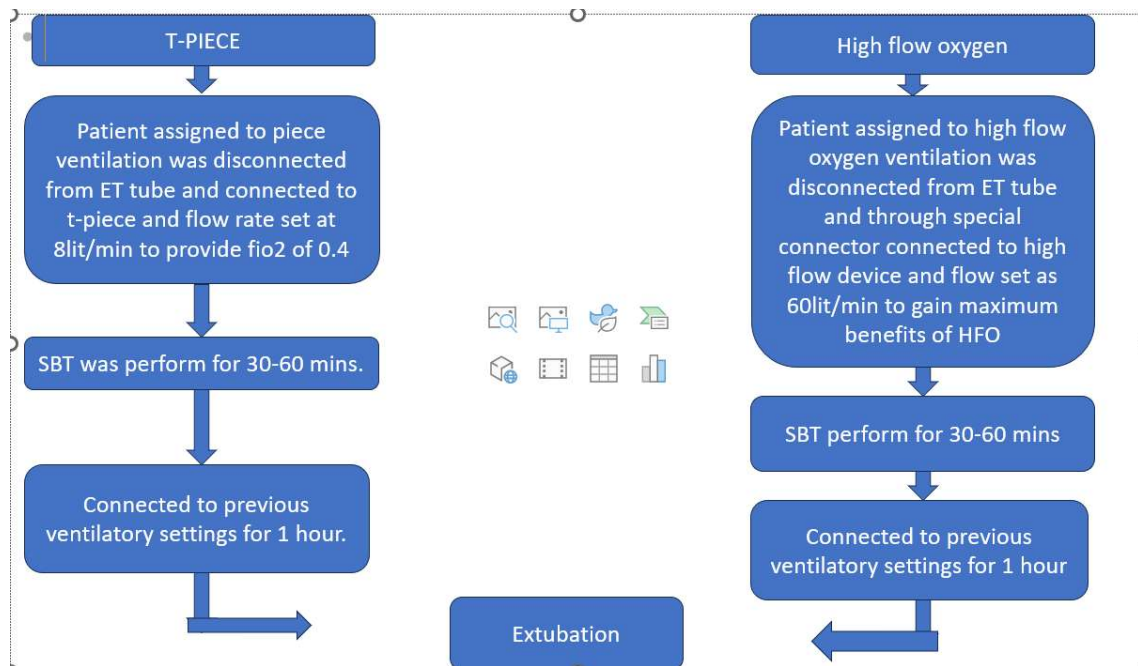 T-PIECE
Patient assigned to piece
ventilation was disconnected
from ET tube and connected to
t-piece and flow rate set at
8lit/min to provide fio2 of 0.4
SBT was perform for 30-60 mins.
Connected to previous
ventilatory settings for 1 hour.
High flow oxygen
Patient assigned to high flow
oxygen ventilation was
disconnected from ET tube
and through special
connector connected to high
flow device and flow set as
60lit/min to gain maximum
benefits of HFO
SBT perform for 30-60 mins
Connected to previous
ventilatory settings for 1 hour
Extubation